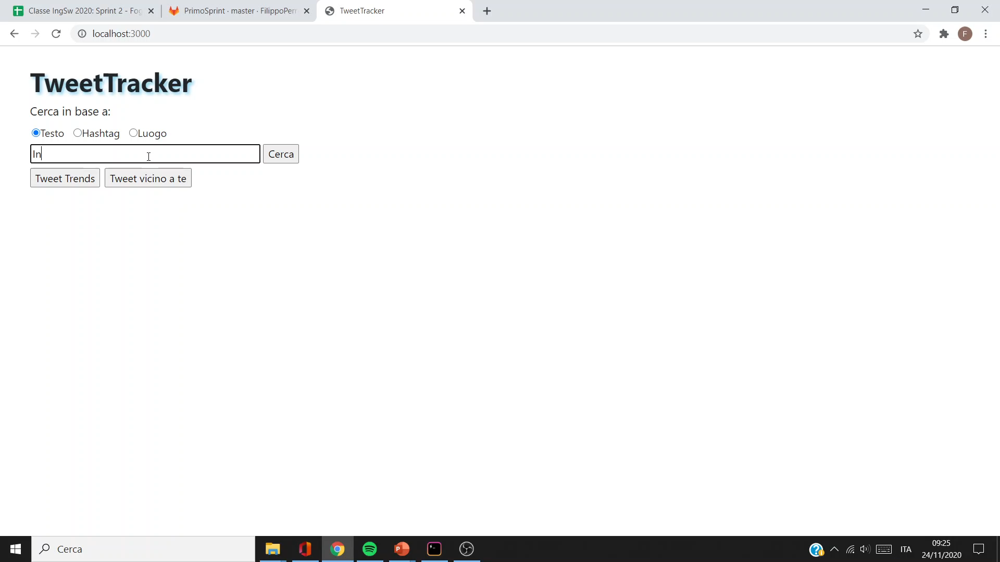 Classe IngSw 2020: Sprint 2 - Fog
PrimoSprint · master · FilippoPerr
TweetTracker
localhost:3000
F
TweetTracker
Cerca in base a:
Testo Hashtag Luogo
In Cerca
Tweet Trends Tweet vicino a te
Cerca
ITA
09:25
24/11/2020